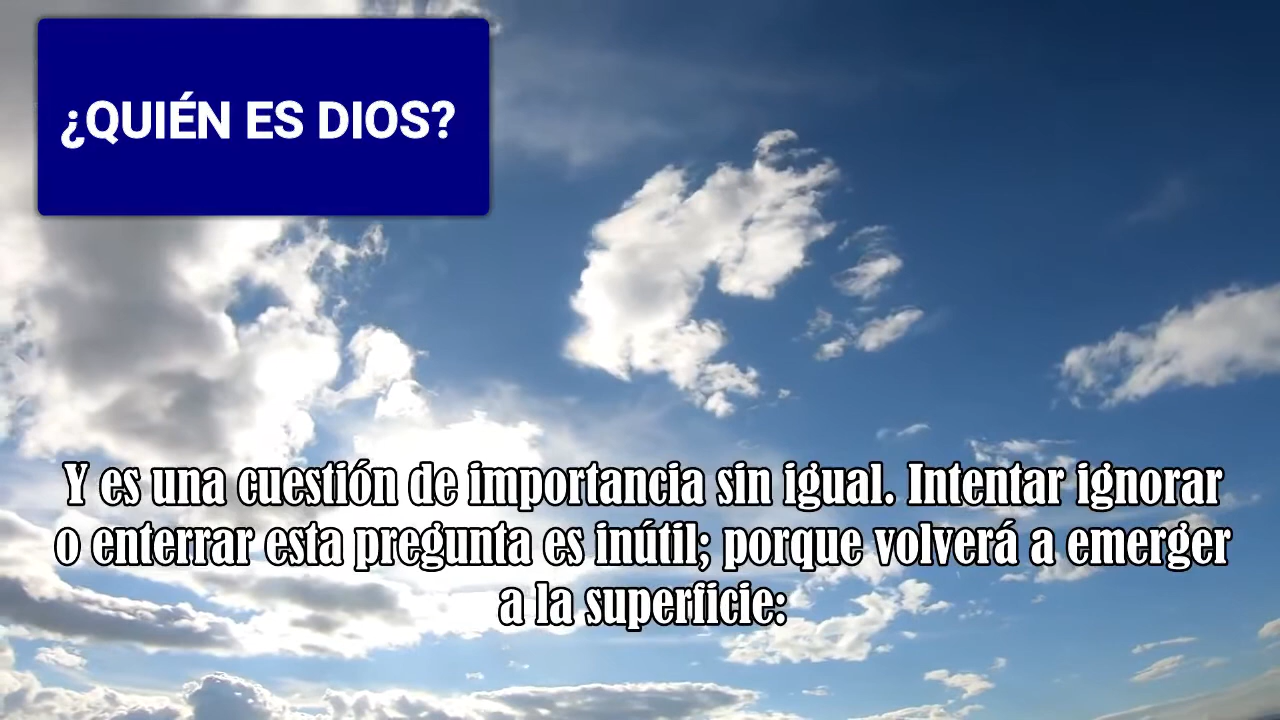 ¿QUIÉN ES DIOS?
Y es una cuestión de importancia sin igual. Intentar ignorar
o enterrar esta pregunta es inútil; porque volverá a emerger
a la superficie: